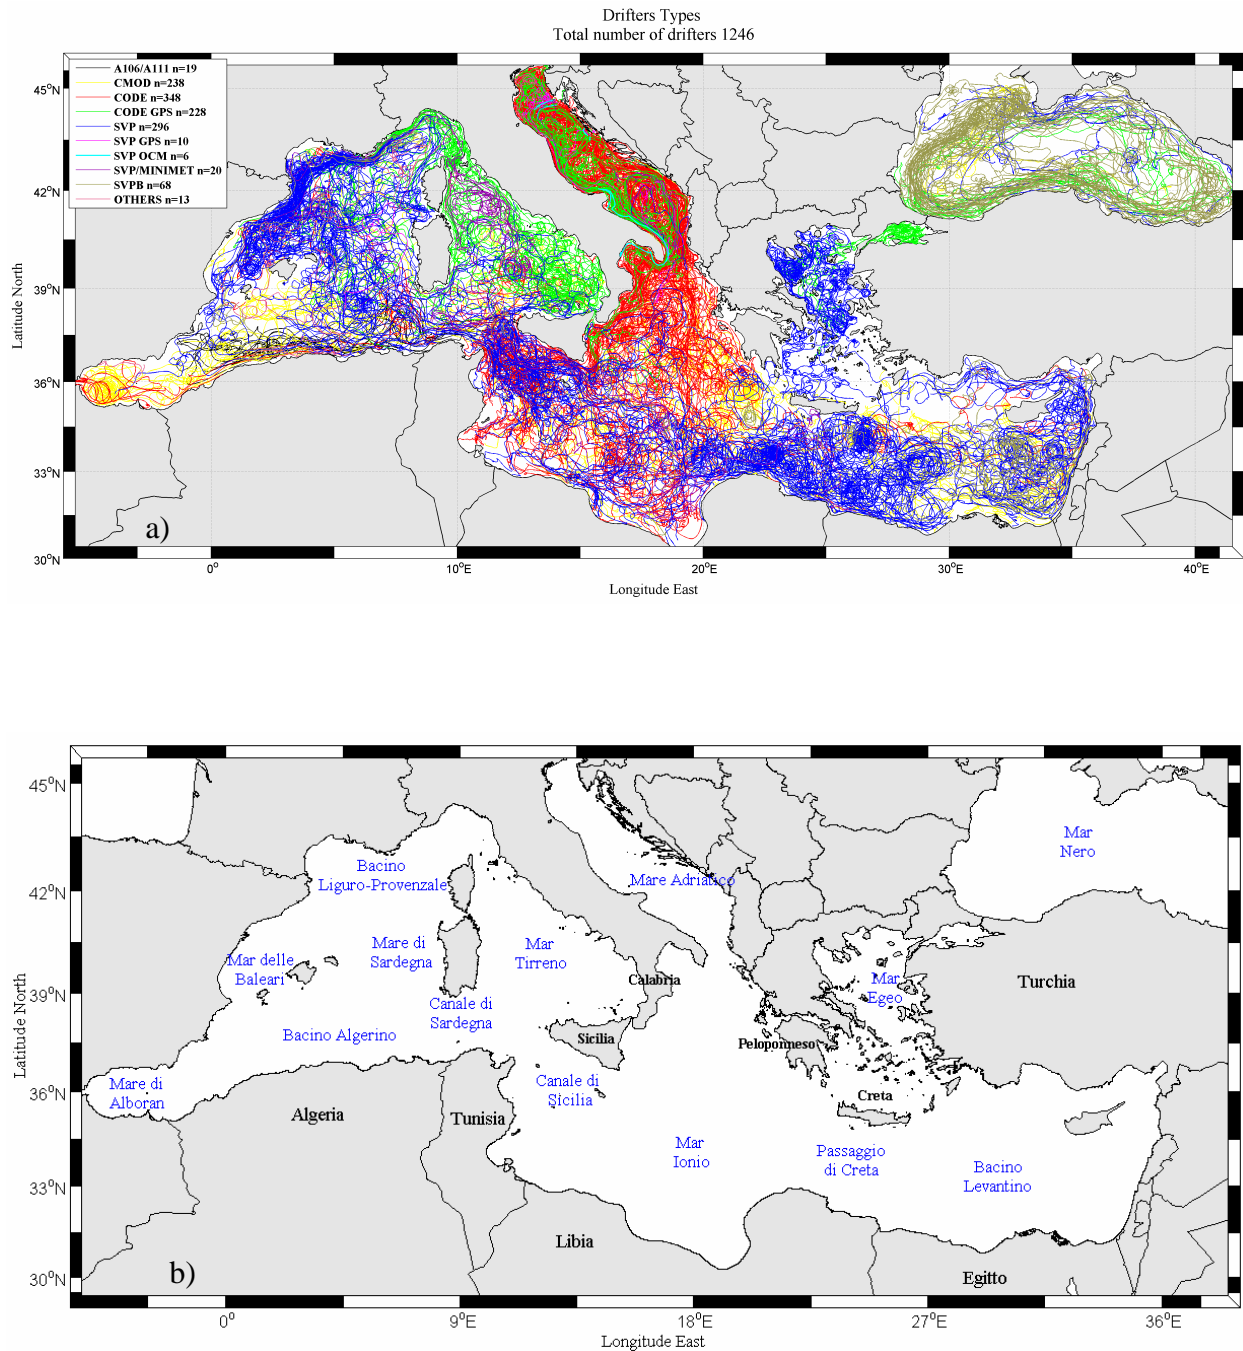 Drifters Types
Total number of drifters 1246
A106/A111 n=19
CMOD n=238
CODE n=348
CODE GPS n=228
SVP n=296
SVP GPS n=10
SVP OCM n=6
SVP/MINIMET n=20
SVPB n=68
OTHERS n=13
45°N
42°N
39°N
36°N
33°N
30°N
Latitude North
a)
0°
10°E
20°E
30°E
40°E
Longitude East
45°N
42°N
39°N
36°N
33°N
30°N
Latitude North
Mar
Nero
Bacino
Liguro-Provenzale
Mare Adriatico
Mar delle
Baleari
Mare di
Sardegna
Mar
Tirreno
Calabria
Mar
Egeo
Turchia
Canale di
Sardegna
Bacino Algerino
Sicilia
Peloponneso
Mare di
Alboran
Canale di
Sicilia
Creta
Algeria
Tunisia
Mar
Ionio
Passaggio
di Creta
Bacino
Levantino
Libia
Egitto
b)
0°
9°E
18°E
27°E
36°E
Longitude East